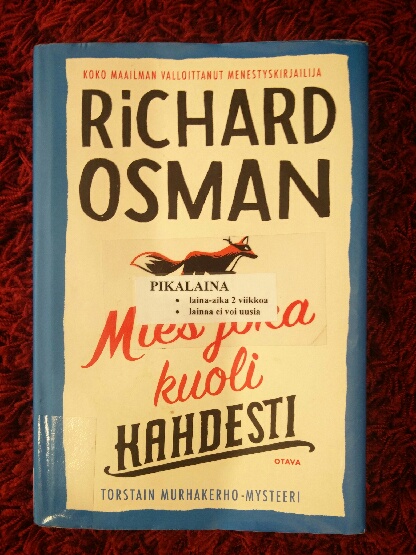 KOKO MAAILMAN VALLOITTANUT MENESTYSKIRJAILIJA
RiCHARD
OSMAN
PIKALAINA
• laina-aika 2 viikkoa
• lainaa ei voi uusia
Mies joka
kuoli
KAHDESTI
OTAVA
TORSTAIN MURHAKERHO-MYSTEERI